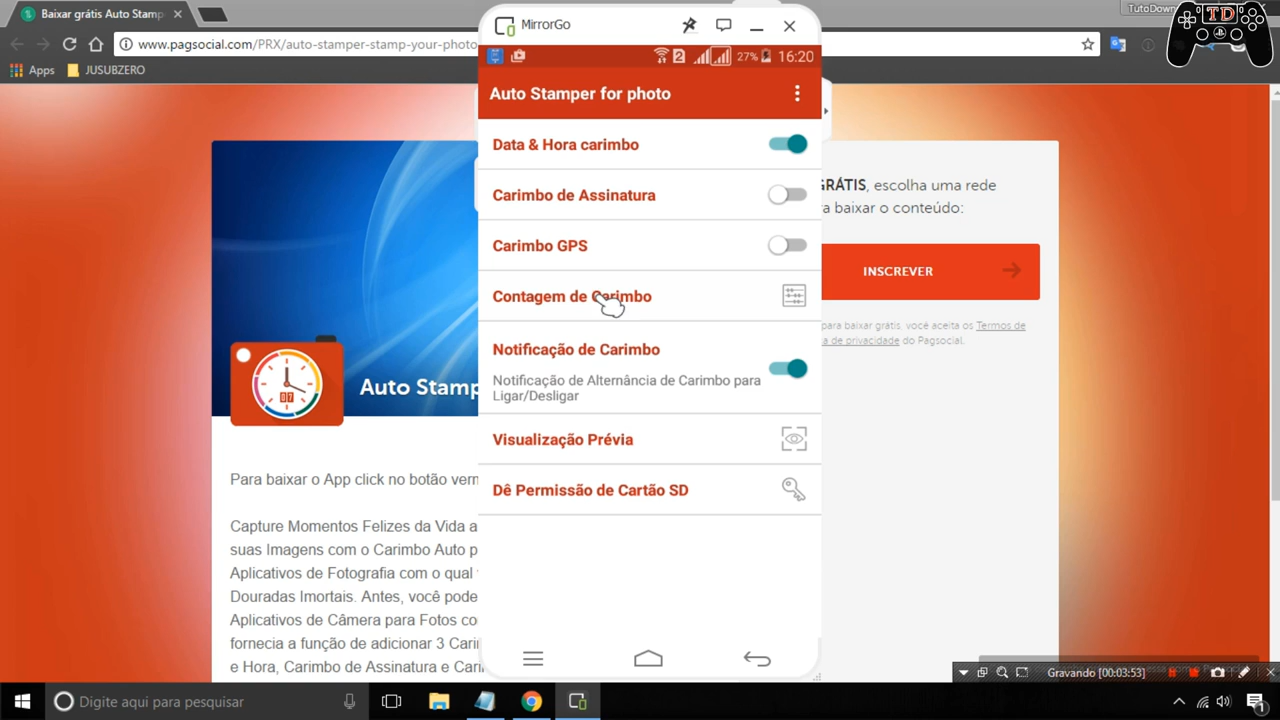 Baixar grátis Auto Stamp
TutoDown
www.pagsocial.com/PRX/auto-stamper-stamp-your-photo
Apps
JUSUBZERO
TD
MirrorGo
27%
16:20
Auto Stamper for photo
Data & Hora carimbo
Carimbo de Assinatura
Carimbo GPS
Contagem de Carimbo
Notificação de Carimbo
Notificação de Alternância de Carimbo para
Ligar/Desligar
Visualização Prévia
Dê Permissão de Cartão SD
07
Auto Stamp
Para baixar o App click no botão verm
Capture Momentos Felizes da Vida a
suas Imagens com o Carimbo Auto p
Aplicativos de Fotografia com o qual
Douradas Imortais. Antes, você pode
Aplicativos de Câmera para Fotos co
fornecia a função de adicionar 3 Cari
e Hora, Carimbo de Assinatura e Cari
GRÁTIS, escolha uma rede
a baixar o conteúdo:
INSCREVER
para baixar grátis, você aceita os Termos de
a de privacidade do Pagsocial.
Gravando [00:03:53]
Digite aqui para pesquisar
1